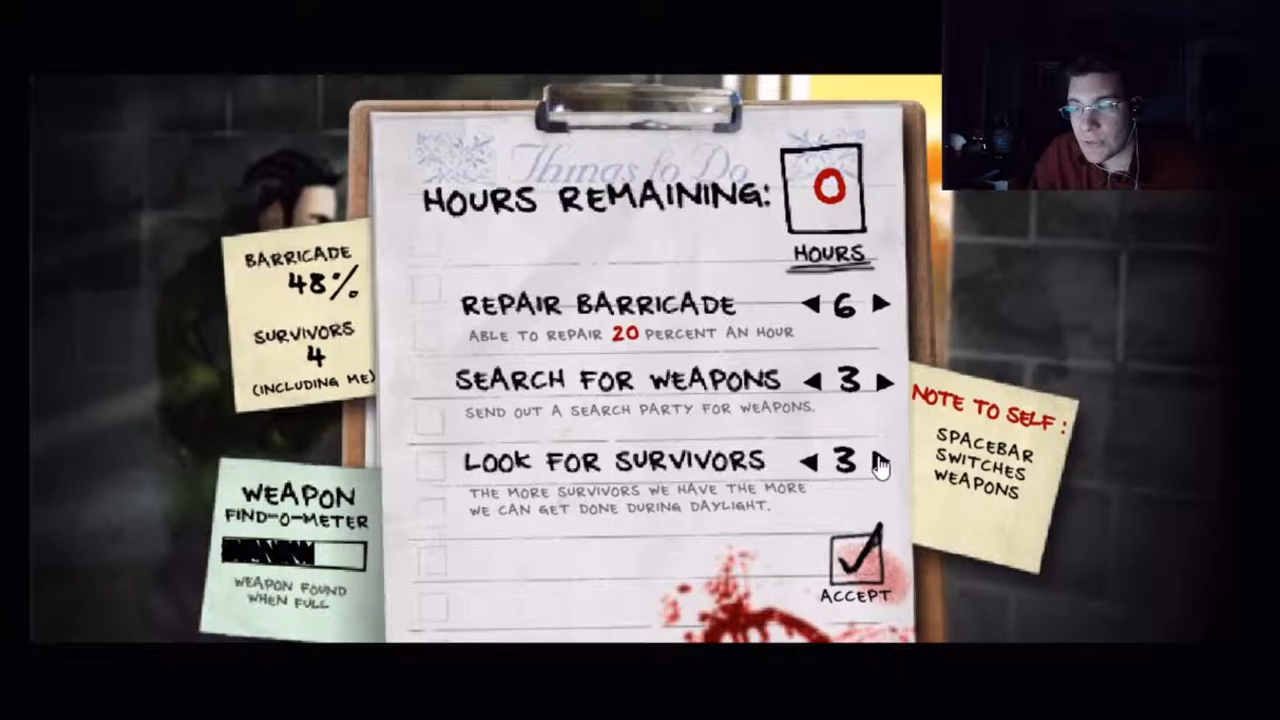 Things to Do
HOURS REMAINING: 0
HOURS
BARRICADE
48%
SURVIVORS
4
(INCLUDING ME)
REPAIR BARRICADE 6
ABLE TO REPAIR 20 PERCENT AN HOUR
SEARCH FOR WEAPONS 3
SEND OUT A SEARCH PARTY FOR WEAPONS.
LOOK FOR SURVIVORS 3
THE MORE SURVIVORS WE HAVE THE MORE
WE CAN GET DONE DURING DAYLIGHT.
ACCEPT
NOTE TO SELF:
SPACEBAR
SWITCHES
WEAPONS
WEAPON
FIND-O-METER
WEAPON FOUND
WHEN FULL